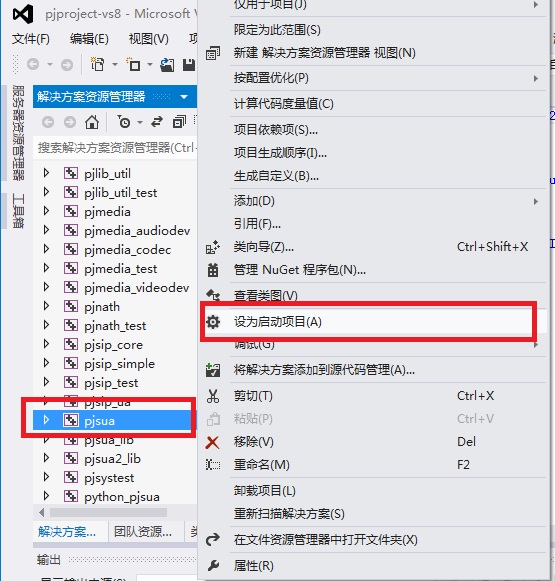 pjproject-vs8 - Microsoft V
文件(F) 编辑(E) 视图(V)
服务器资源管理器
工具箱
解决方案资源管理器
搜索解决方案资源管理器(Ctrl+
pjlib_util
pjlib_util_test
pjmedia
pjmedia_audiodev
pjmedia_codec
pjmedia_test
pjmedia_videodev
pjnath
pjnath_test
pjsip_core
pjsip_simple
pjsip_test
pjsip_ua
pjsua
pjsua_lib
pjsua2_lib
pjsystest
python_pjsua
解决方案... 团队资源...
输出
仅用于项目(J)
限定为此范围(S)
新建 解决方案资源管理器 视图(N)
按配置优化(P)
计算代码度量值(C)
项目依赖项(S)...
项目生成顺序(I)...
生成自定义(B)...
添加(D)
引用(F)...
类向导(Z)... Ctrl+Shift+X
管理 NuGet 程序包(N)...
查看类图(V)
设为启动项目(A)
调试(G)
将解决方案添加到源代码管理(A)...
剪切(T) Ctrl+X
粘贴(P) Ctrl+V
移除(V) Del
重命名(M) F2
卸载项目(L)
重新扫描解决方案(S)
在文件资源管理器中打开文件夹(X)
属性(R)